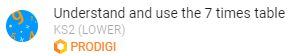 Understand and use the 7 times table
KS2 (LOWER)
PRODIGI